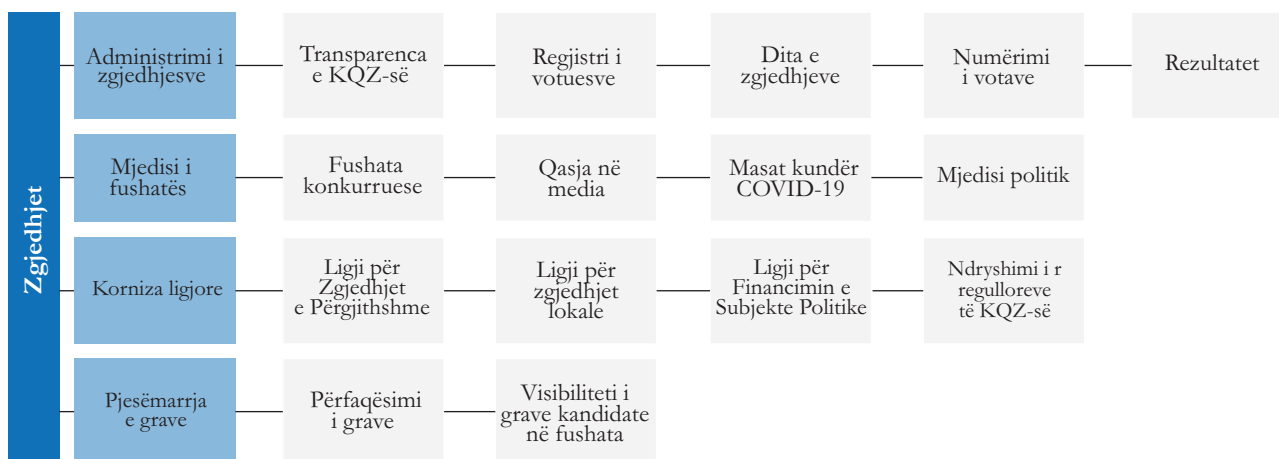 Zgjedhjet
Administrimi i
zgjedhjesve
Transparenca
e KQZ-së
Regjistri i
votuesve
Dita e
zgjedhjeve
Numërimi
i votave
Rezultatet
Mjedisi i
fushatës
Fushata
konkurruese
Qasja në
media
Masat kundër
COVID-19
Mjedisi politik
Korniza ligjore
Ligji për
Zgjedhjet
e Përgjithshme
Ligji për
zgjedhjet
lokale
Ligji për
Financimin e
Subjekte Politike
Ndryshimi i r
regulloreve
të KQZ-së
Pjesëmarrja
e grave
Përfaqësimi
i grave
Visibiliteti i
grave kandidate
në fushata